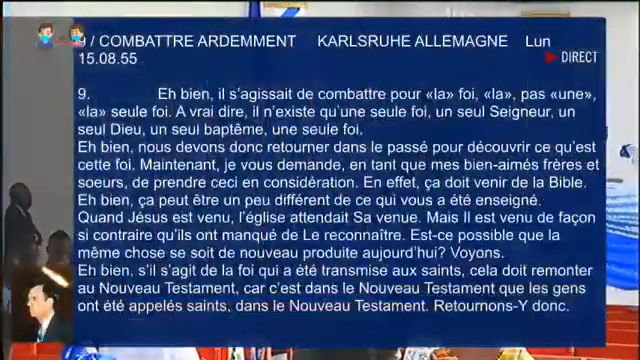 9 / COMBATTRE ARDEMMENT KARLSRUHE ALLEMAGNE Lun
15.08.55
DIRECT
9. Eh bien, il s'agissait de combattre pour «la» foi, «la», pas «une»,
«la» seule foi. A vrai dire, il n'existe qu'une seule foi, un seul Seigneur, un
seul Dieu, un seul baptême, une seule foi.
Eh bien, nous devons donc retourner dans le passé pour découvrir ce qu'est
cette foi. Maintenant, je vous demande, en tant que mes bien-aimés frères et
soeurs, de prendre ceci en considération. En effet, ça doit venir de la Bible.
Eh bien, ça peut être un peu différent de ce qui vous a été enseigné.
Quand Jésus est venu, l'église attendait Sa venue. Mais Il est venu de façon
si contraire qu'ils ont manqué de Le reconnaître. Est-ce possible que la
même chose se soit de nouveau produite aujourd'hui? Voyons.
Eh bien, s'il s'agit de la foi qui a été transmise aux saints, cela doit remonter
au Nouveau Testament, car c'est dans le Nouveau Testament que les gens
ont été appelés saints, dans le Nouveau Testament. Retournons-Y donc.